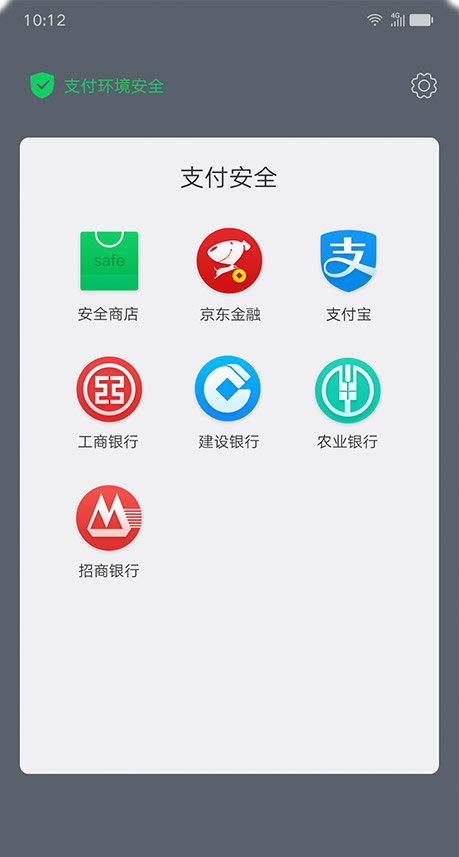 10:12
4G
支付环境安全
支付安全
safe
安全商店
京东金融
支付宝
工商银行
建设银行
农业银行
招商银行